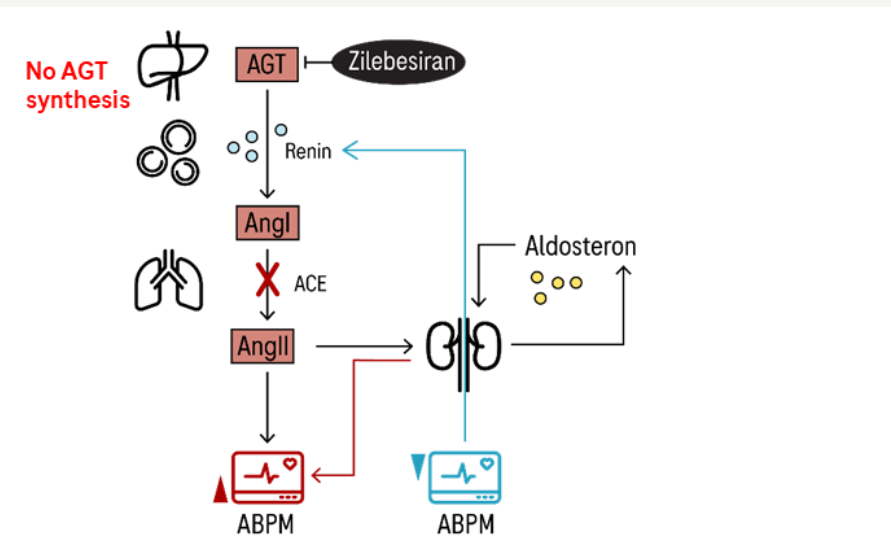 No AGT
synthesis
AGT
Zilebesiran
Renin
AngI
ACE
Aldosteron
AngII
ABPM
ABPM